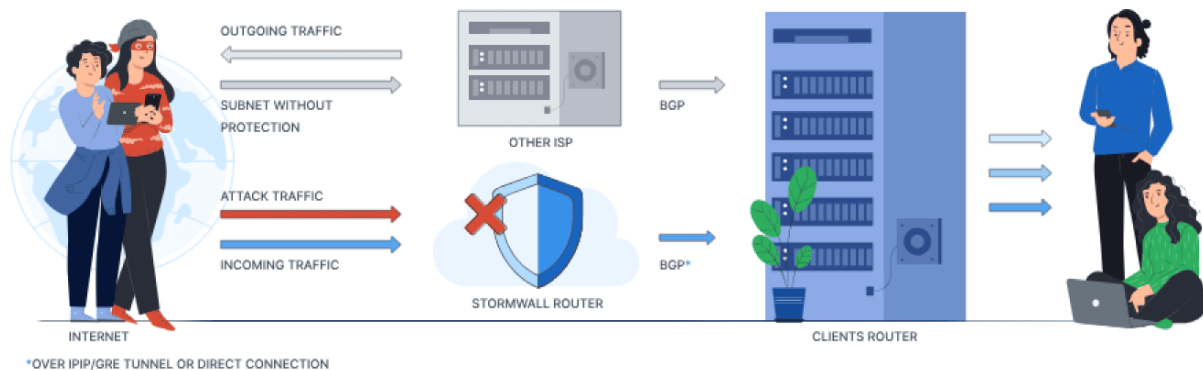 OUTGOING TRAFFIC
SUBNET WITHOUT
PROTECTION
OTHER ISP
BGP
ATTACK TRAFFIC
INCOMING TRAFFIC
STORMWALL ROUTER
BGP*
INTERNET
CLIENTS ROUTER
*OVER IPIP/GRE TUNNEL OR DIRECT CONNECTION